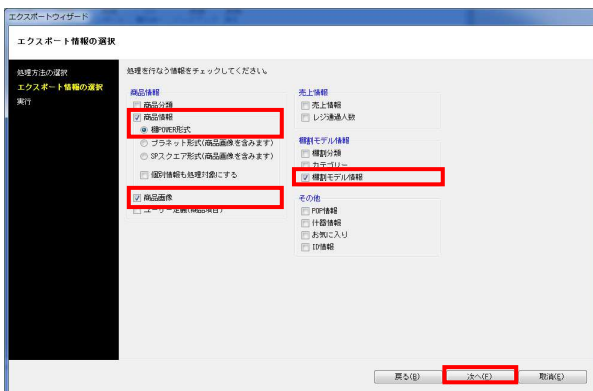 エクスポートウィザード
エクスポート情報の選択
処理方法の選択
エクスポート情報の選択
実行
処理を行なう情報をチェックしてください。
商品情報
商品分類
商品情報
棚POWER形式
プラネット形式(商品画像を含みます)
SPスクエア形式(商品画像を含みます)
個別情報も処理対象にする
商品画像
ユーザー定義(商品項目)
売上情報
売上情報
レジ通過人数
棚割モデル情報
棚割分類
カテゴリー
棚割モデル情報
その他
POP情報
什器情報
お気に入り
ID情報
戻る(B)
次へ(F)
取消(E)